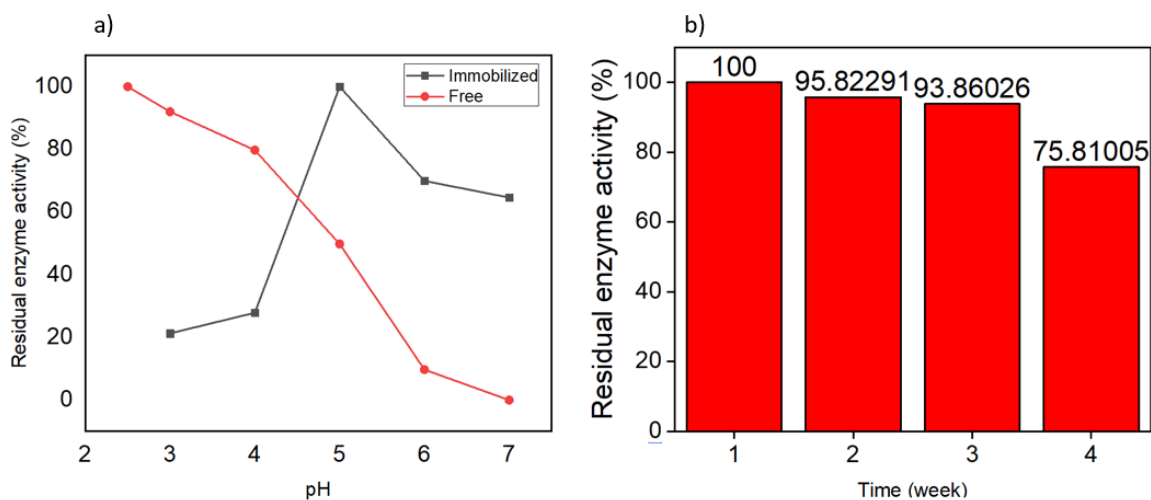 a)
Residual enzyme activity (%)
100
80
60
40
20
0
Immobilized
Free
2 3 4 5 6 7
pH
b)
Residual enzyme activity (%)
100
80
60
40
20
0
100
95.82291
93.86026
75.81005
1 2 3 4
Time (week)